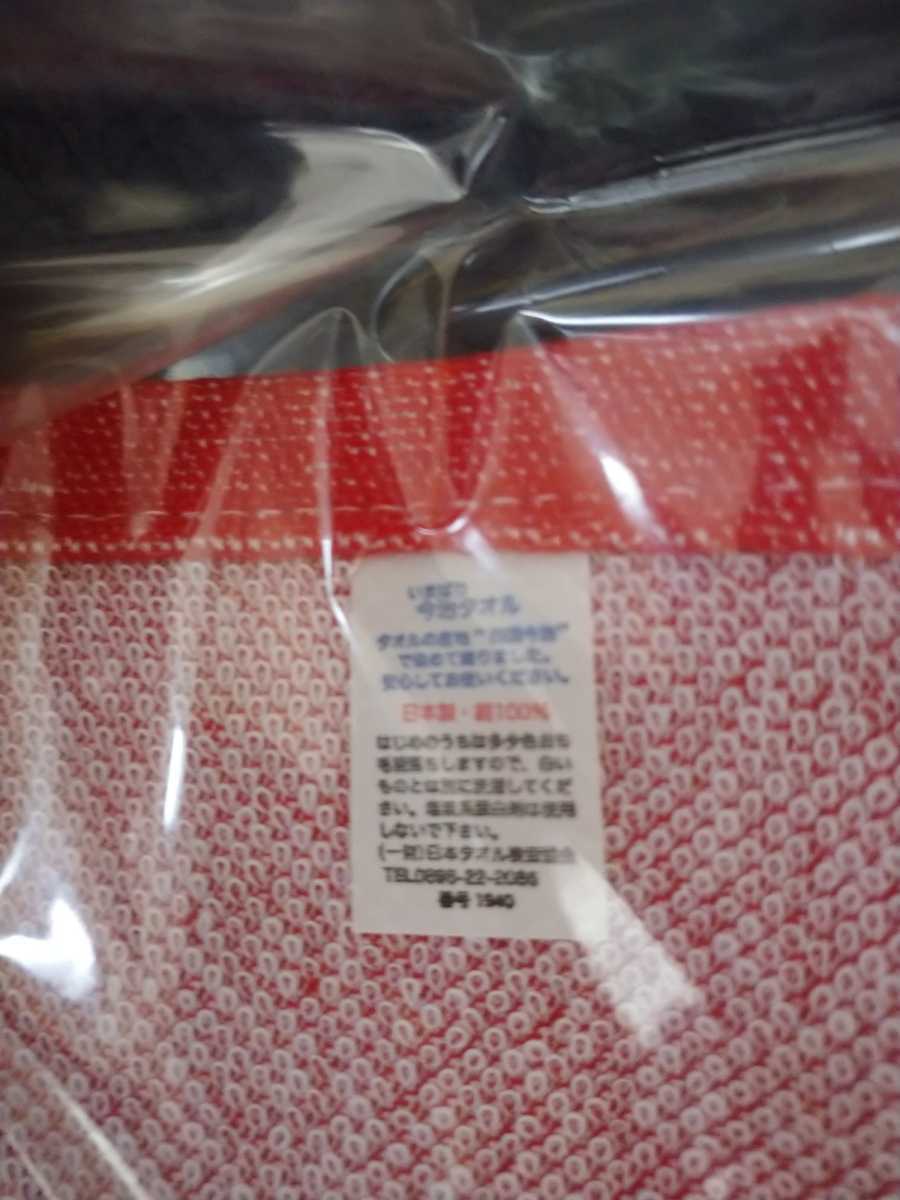 いまばり
今治タオル
タオルの産地"四国今治"
で染めて織りました。
安心してお使いください。
日本製・綿100%
はじめのうちは多少色落ち
毛羽落ちしますので、白い
ものとは別に洗濯してくだ
さい。塩素系蛍白剤は使用
しないで下さい。
(一財)日本タオル検査協会
TEL0898-22-2086
番号 1940